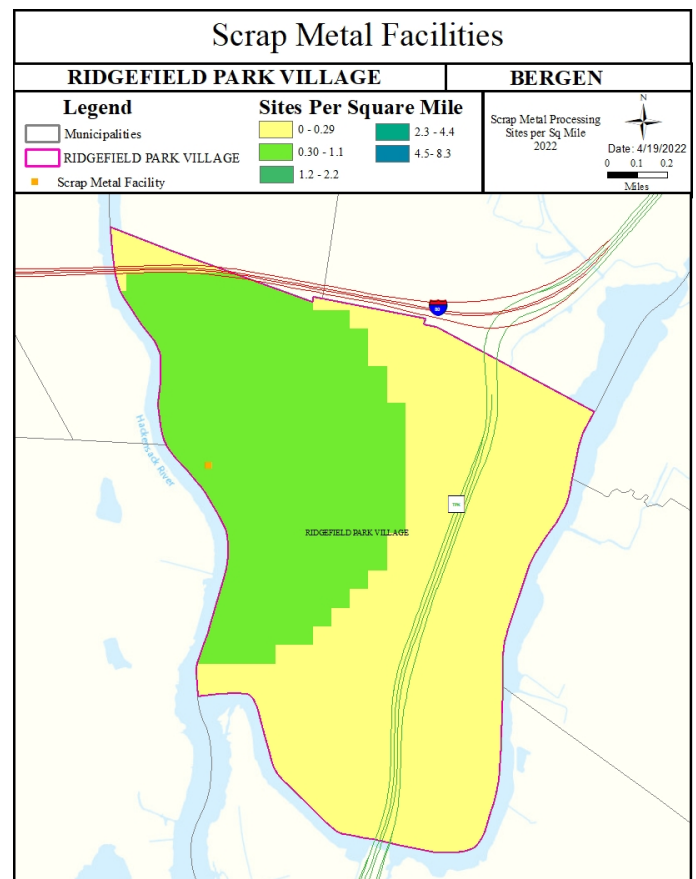 Scrap Metal Facilities
RIDGEFIELD PARK VILLAGE
BERGEN
Legend
Municipalities
RIDGEFIELD PARK VILLAGE
Scrap Metal Facility
Sites Per Square Mile
0 - 0.29
0.30 - 1.1
1.2 - 2.2
2.3 - 4.4
4.5- 8.3
Scrap Metal Processing
Sites per Sq Mile
2022
N
Date: 4/19/2022
0 0.1 0.2
Miles
80
Hackensack River
TPK
RIDGEFIELD PARK VILLAGE